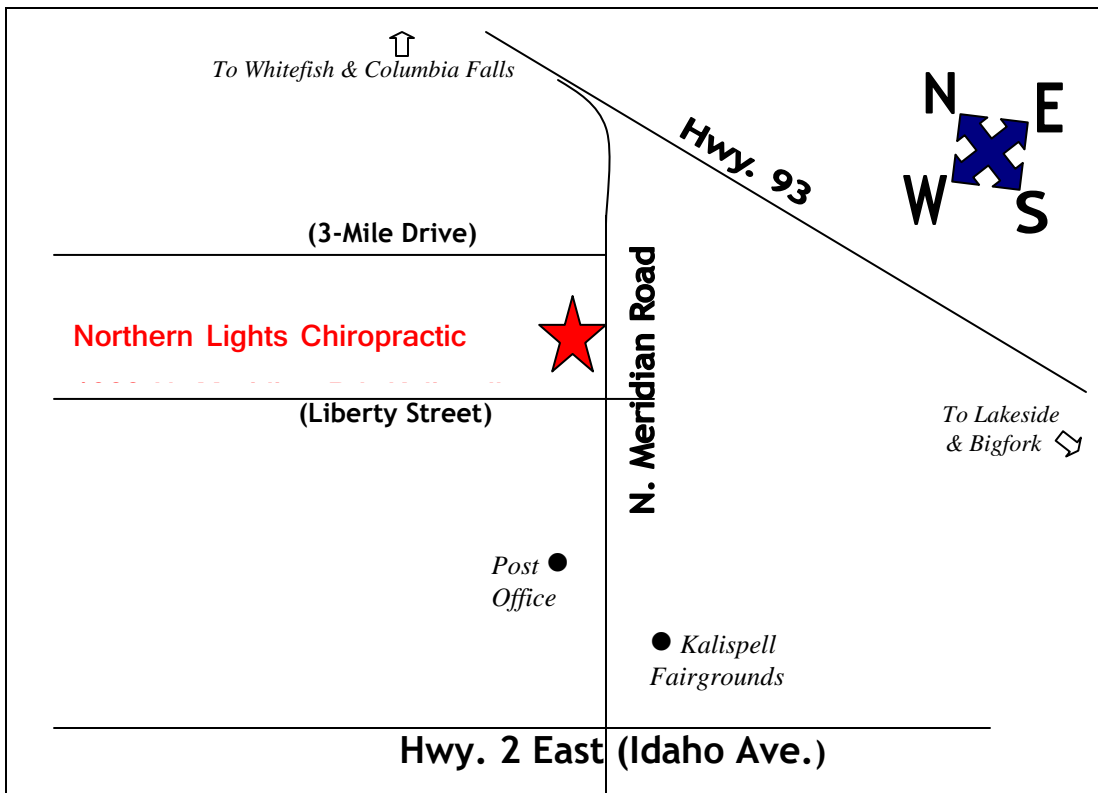 To Whitefish & Columbia Falls
N
E
W
S
Hwy. 93
(3-Mile Drive)
Northern Lights Chiropractic
N. Meridian Road
(Liberty Street)
To Lakeside
& Bigfork
Post
Office
Kalispell
Fairgrounds
Hwy. 2 East (Idaho Ave.)